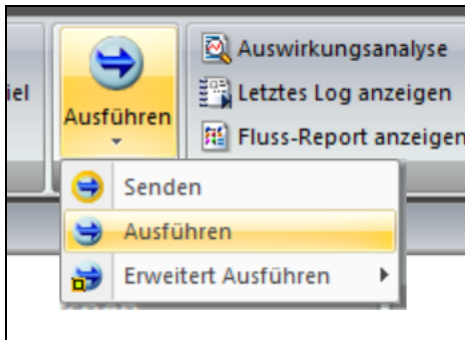 Auswirkungsanalyse
iel
Letztes Log anzeigen
Ausführen
Fluss-Report anzeigen
Senden
Ausführen
Erweitert Ausführen